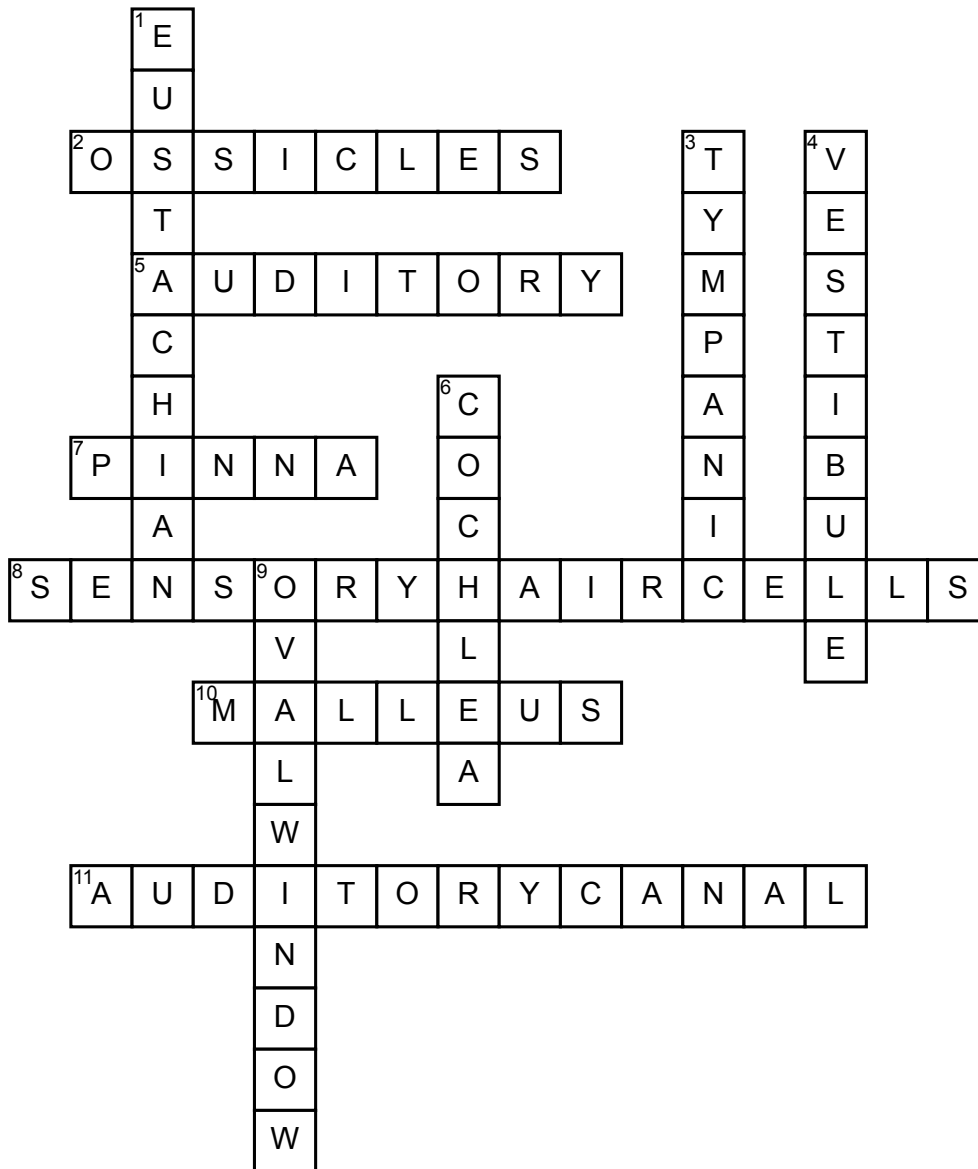 1 E
U
2 O S S I C L E S 3 T 4 V
T Y E
5 A U D I T O R Y M S
C P T
H 6 C A I
7 P I N N A O N B
A C I U
8 S E N S 9 O R Y H A I R C E L L S
V L E
10 M A L L E U S
L A
W
11 A U D I T O R Y C A N A L
N
D
O
W